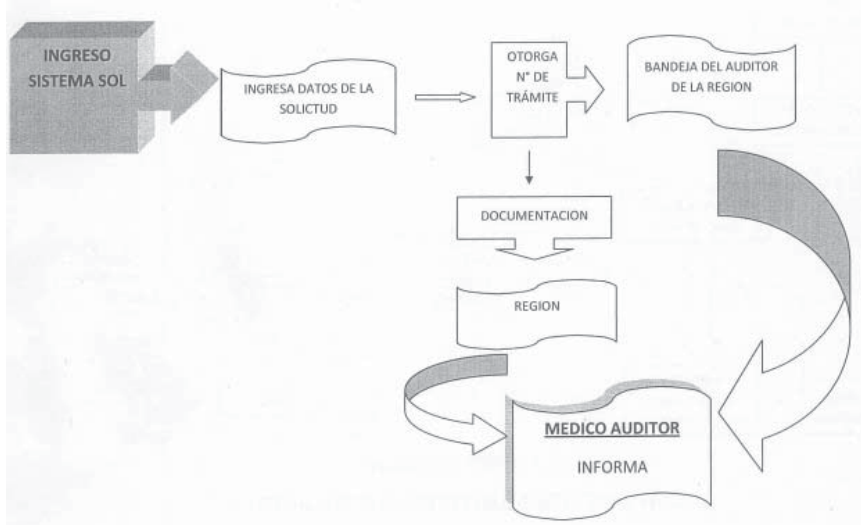 INGRESO
SISTEMA SOL
INGRESA DATOS DE LA
SOLICTUD
OTORGA
N° DE
TRÁMITE
BANDEJA DEL AUDITOR
DE LA REGION
DOCUMENTACION
REGION
MEDICO AUDITOR
INFORMA